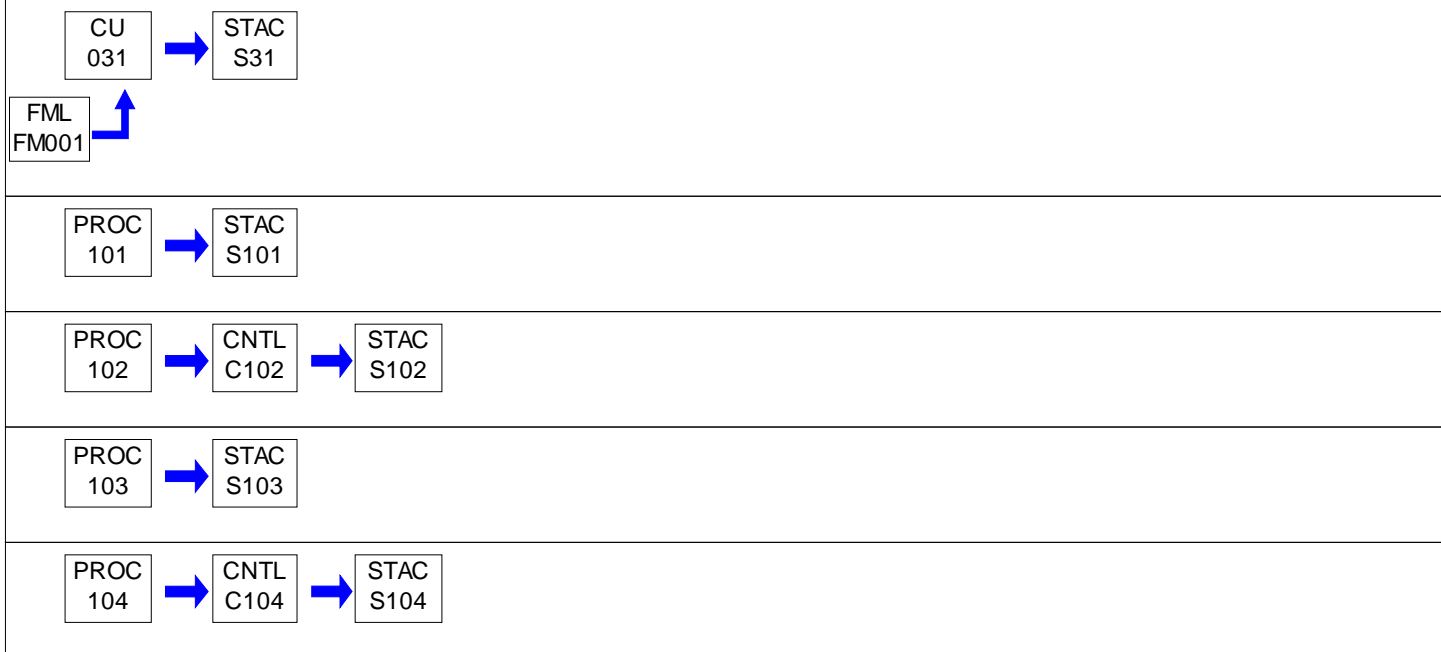 CU
031
STAC
S31
FML
FM001
PROC
101
STAC
S101
PROC
102
CNTL
C102
STAC
S102
PROC
103
STAC
S103
PROC
104
CNTL
C104
STAC
S104